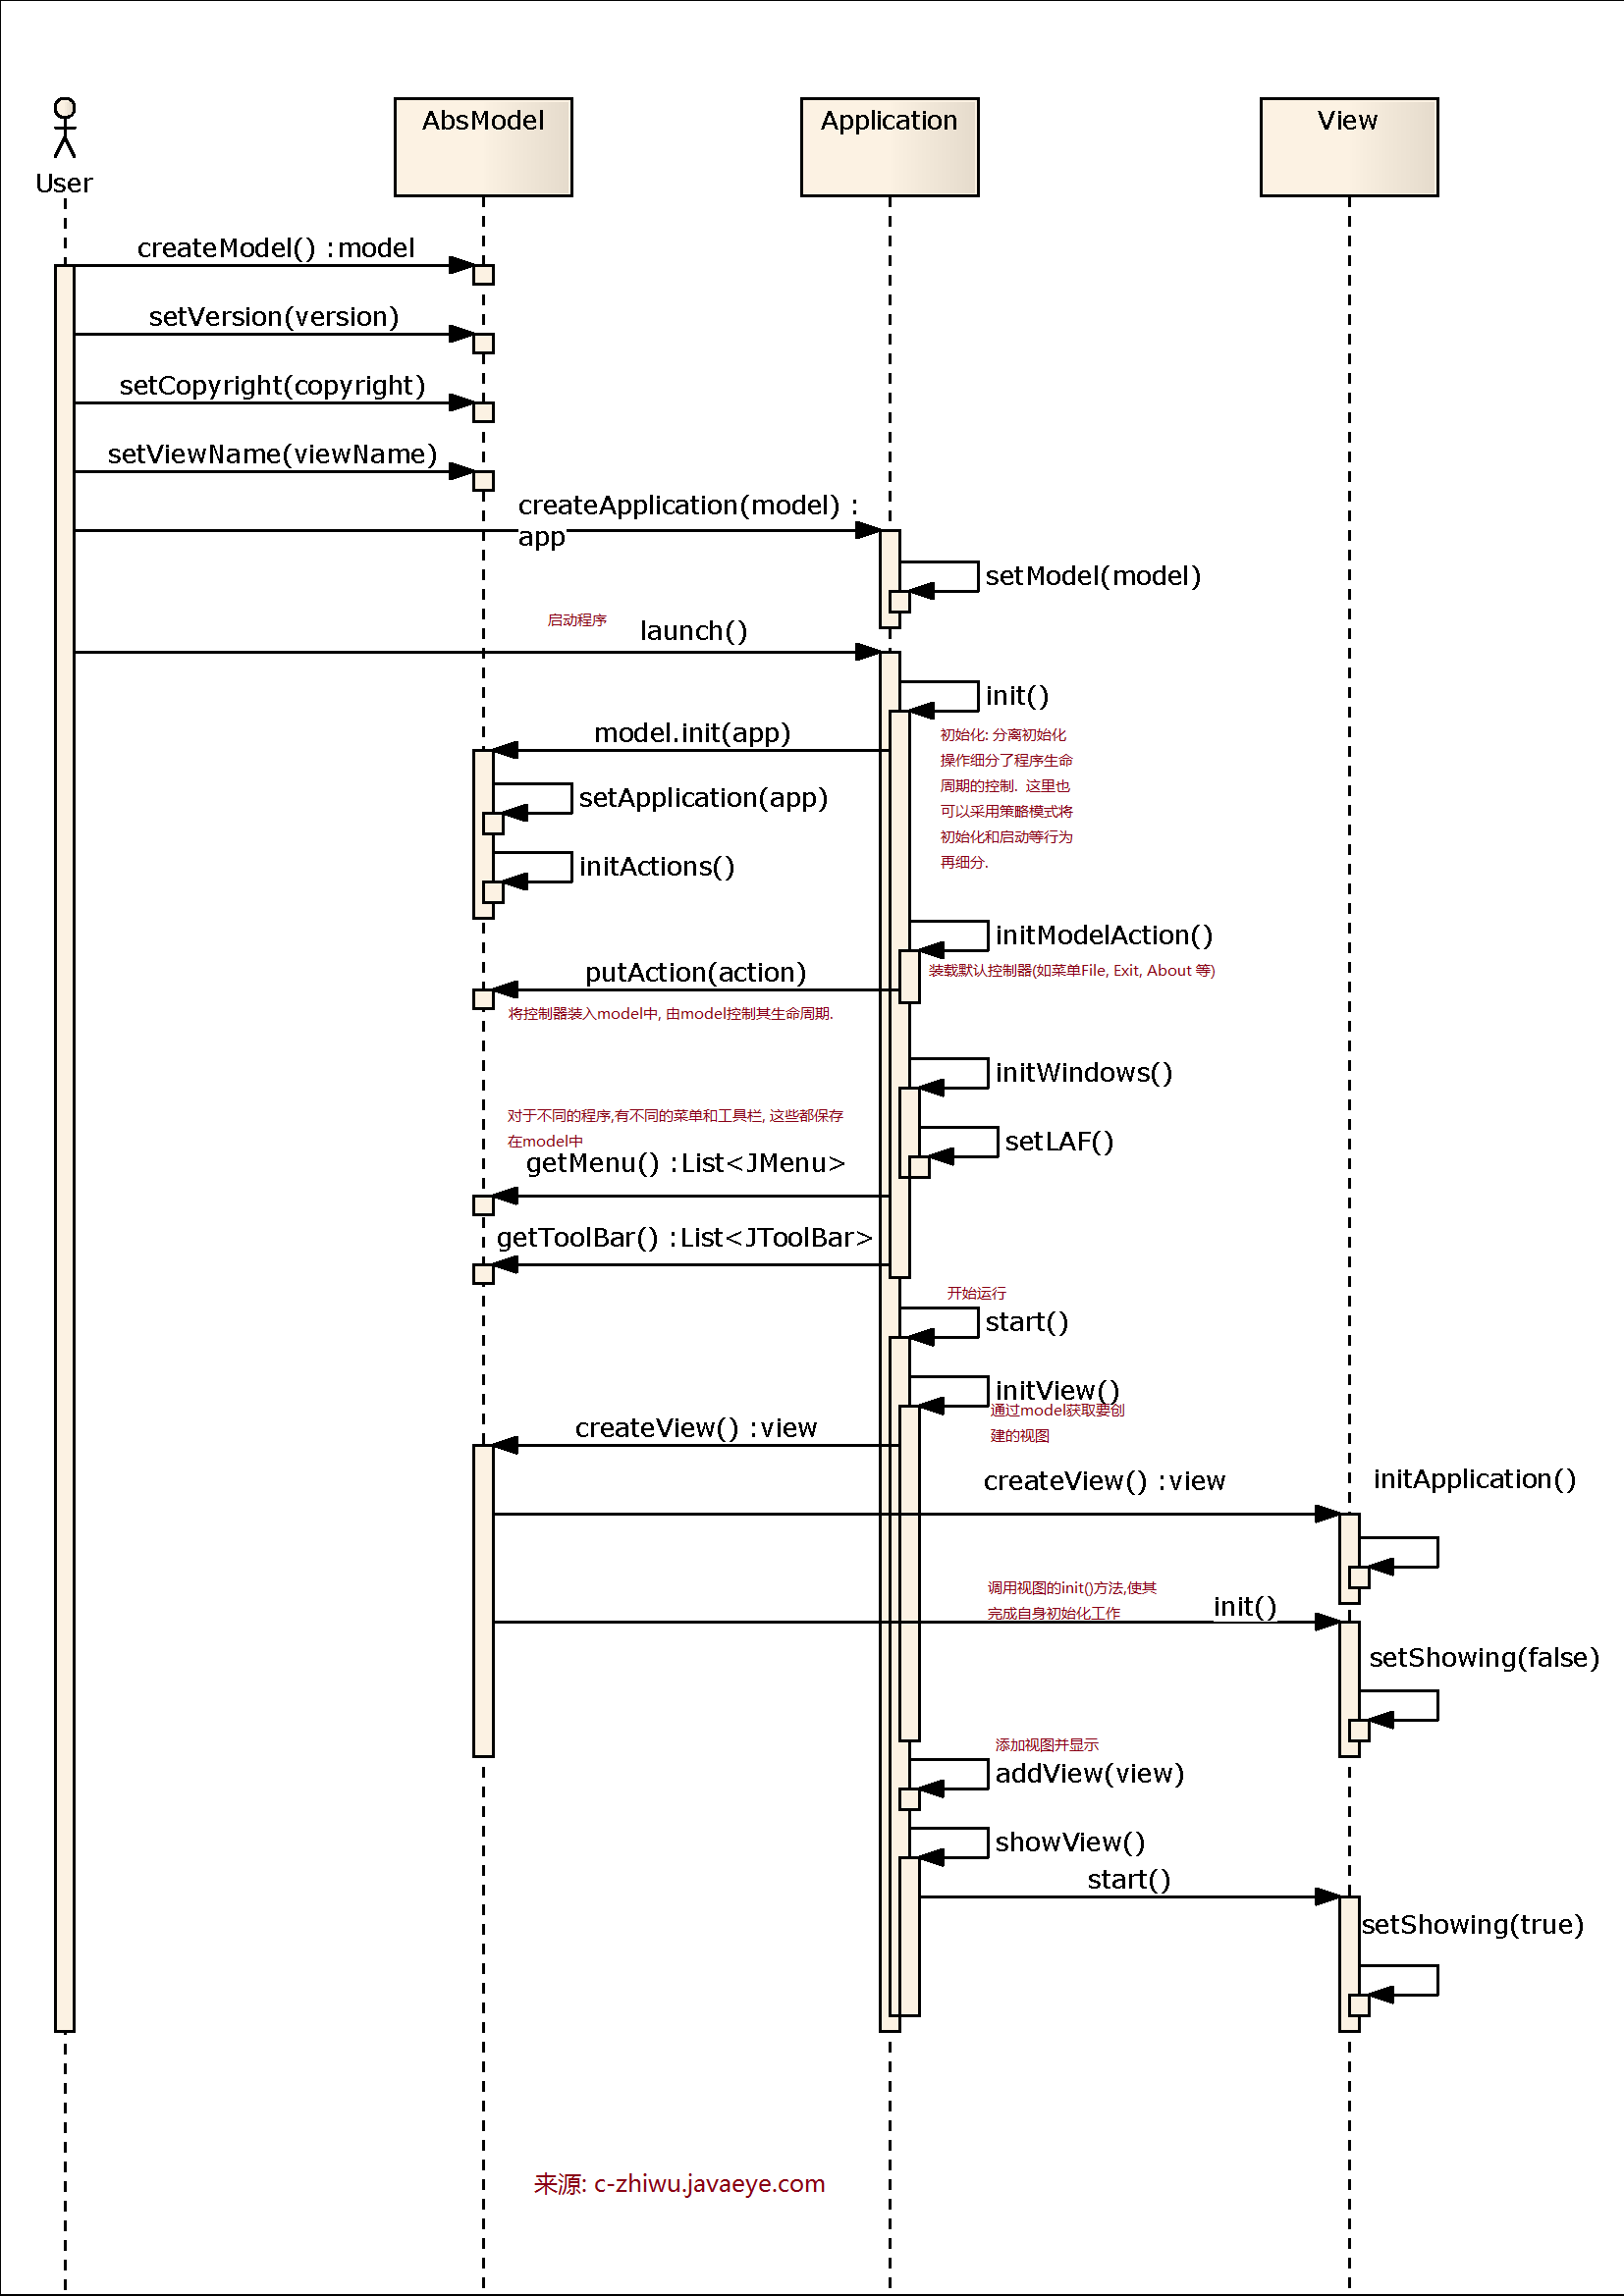 User
AbsModel
Application
View
createModel() :model
setVersion(version)
setCopyright(copyright)
setViewName(viewName)
createApplication(model) :
app
setModel(model)
启动程序
launch()
init()
初始化: 分离初始化
操作细分了程序生命
周期的控制. 这里也
可以采用策略模式将
初始化和启动等行为
再细分.
model.init(app)
setApplication(app)
initActions()
initModelAction()
装载默认控制器(如菜单File, Exit, About 等)
putAction(action)
将控制器装入model中, 由model控制其生命周期.
initWindows()
对于不同的程序,有不同的菜单和工具栏, 这些都保存
在model中
setLAF()
getMenu() :List<JMenu>
getToolBar() :List<JToolBar>
开始运行
start()
initView()
通过model获取要创
建的视图
createView() :view
createView() :view
initApplication()
调用视图的init()方法,使其
完成自身初始化工作
init()
setShowing(false)
添加视图并显示
addView(view)
showView()
start()
setShowing(true)
来源: c-zhiwu.javaeye.com